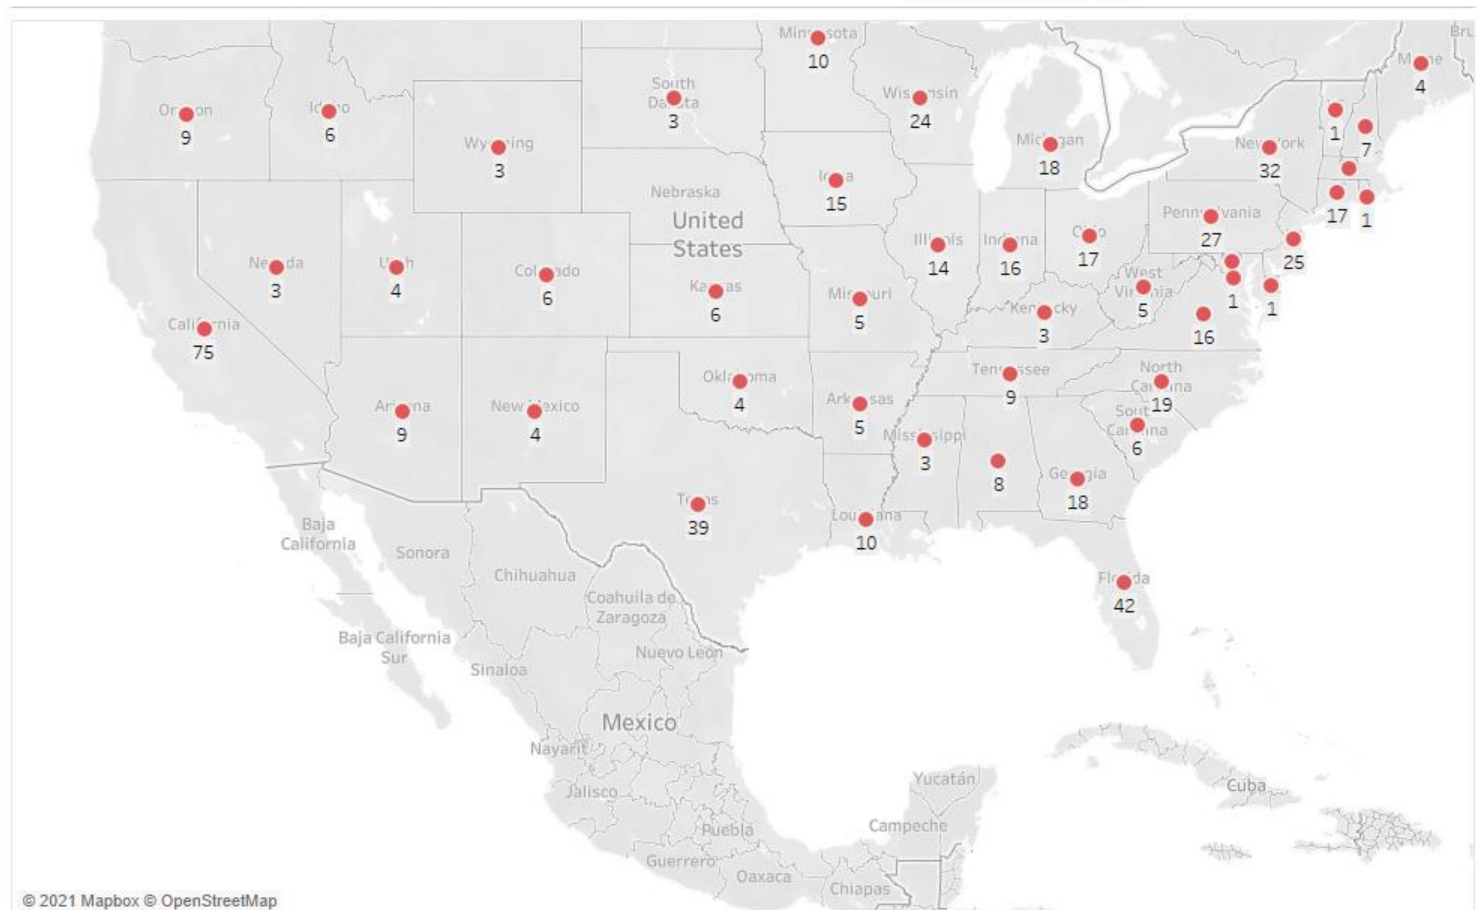 Minnesota
10
Bru
Maine
4
South
Dakota
3
Wisconsin
24
Oregon
9
Idaho
6
1
7
Michigan
18
New York
32
Wyoming
3
Iowa
15
Nebraska
17
1
United
States
Pennsylvania
27
Illinois
14
Indiana
16
Ohio
17
25
Nevada
3
Utah
4
Colorado
6
Kansas
6
Missouri
5
West
Virginia
5
1
1
Kentucky
3
16
California
75
Tennessee
9
North
Carolina
19
Oklahoma
4
Arkansas
5
Arizona
9
New Mexico
4
South
Carolina
6
Mississippi
3
8
Georgia
18
Texas
39
Louisiana
10
Baja
California
Sonora
Chihuahua
Coahuila de
Zaragoza
Florida
42
Baja California
Sur
Nuevo León
Sinaloa
Mexico
Nayarit
Jalisco
Yucatán
Cuba
Campeche
Puebla
Guerrero
Oaxaca
Chiapas
© 2021 Mapbox © OpenStreetMap